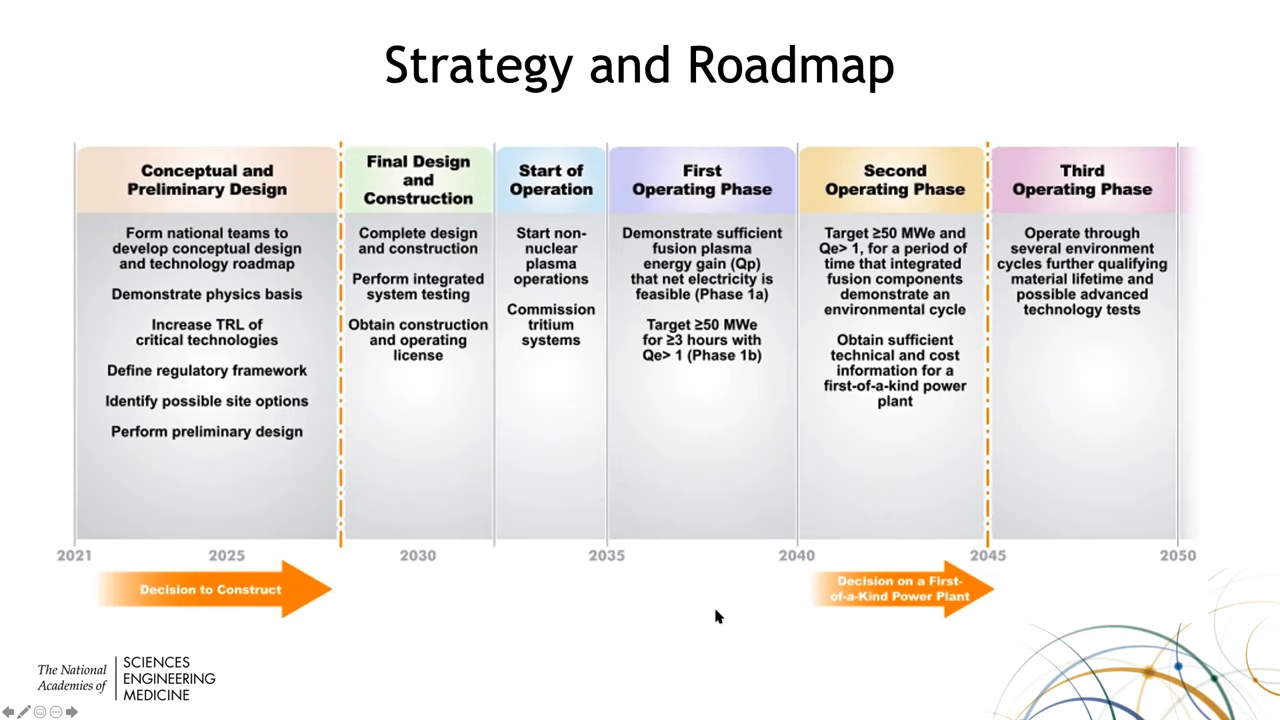 Strategy and Roadmap
Conceptual and
Preliminary Design
Form national teams to
develop conceptual design
and technology roadmap
Demonstrate physics basis
Increase TRL of
critical technologies
Define regulatory framework
Identify possible site options
Perform preliminary design
Final Design
and
Construction
Complete design
and construction
Perform integrated
system testing
Obtain construction
and operating
license
Start of
Operation
Start non-
nuclear
plasma
operations
Commission
tritium
systems
First
Operating Phase
Demonstrate sufficient
fusion plasma
energy gain (Qp)
that net electricity is
feasible (Phase 1a)
Target ≥50 MWe
for ≥3 hours with
Qe> 1 (Phase 1b)
Second
Operating Phase
Target ≥50 MWe and
Qe> 1, for a period of
time that integrated
fusion components
demonstrate an
environmental cycle
Obtain sufficient
technical and cost
information for a
first-of-a-kind power
plant
Third
Operating Phase
Operate through
several environment
cycles further qualifying
material lifetime and
possible advanced
technology tests
2021 2025 2030 2035 2040 2045 2050
Decision to Construct
Decision on a First-
of-a-Kind Power Plant
The National
Academies of
SCIENCES
ENGINEERING
MEDICINE